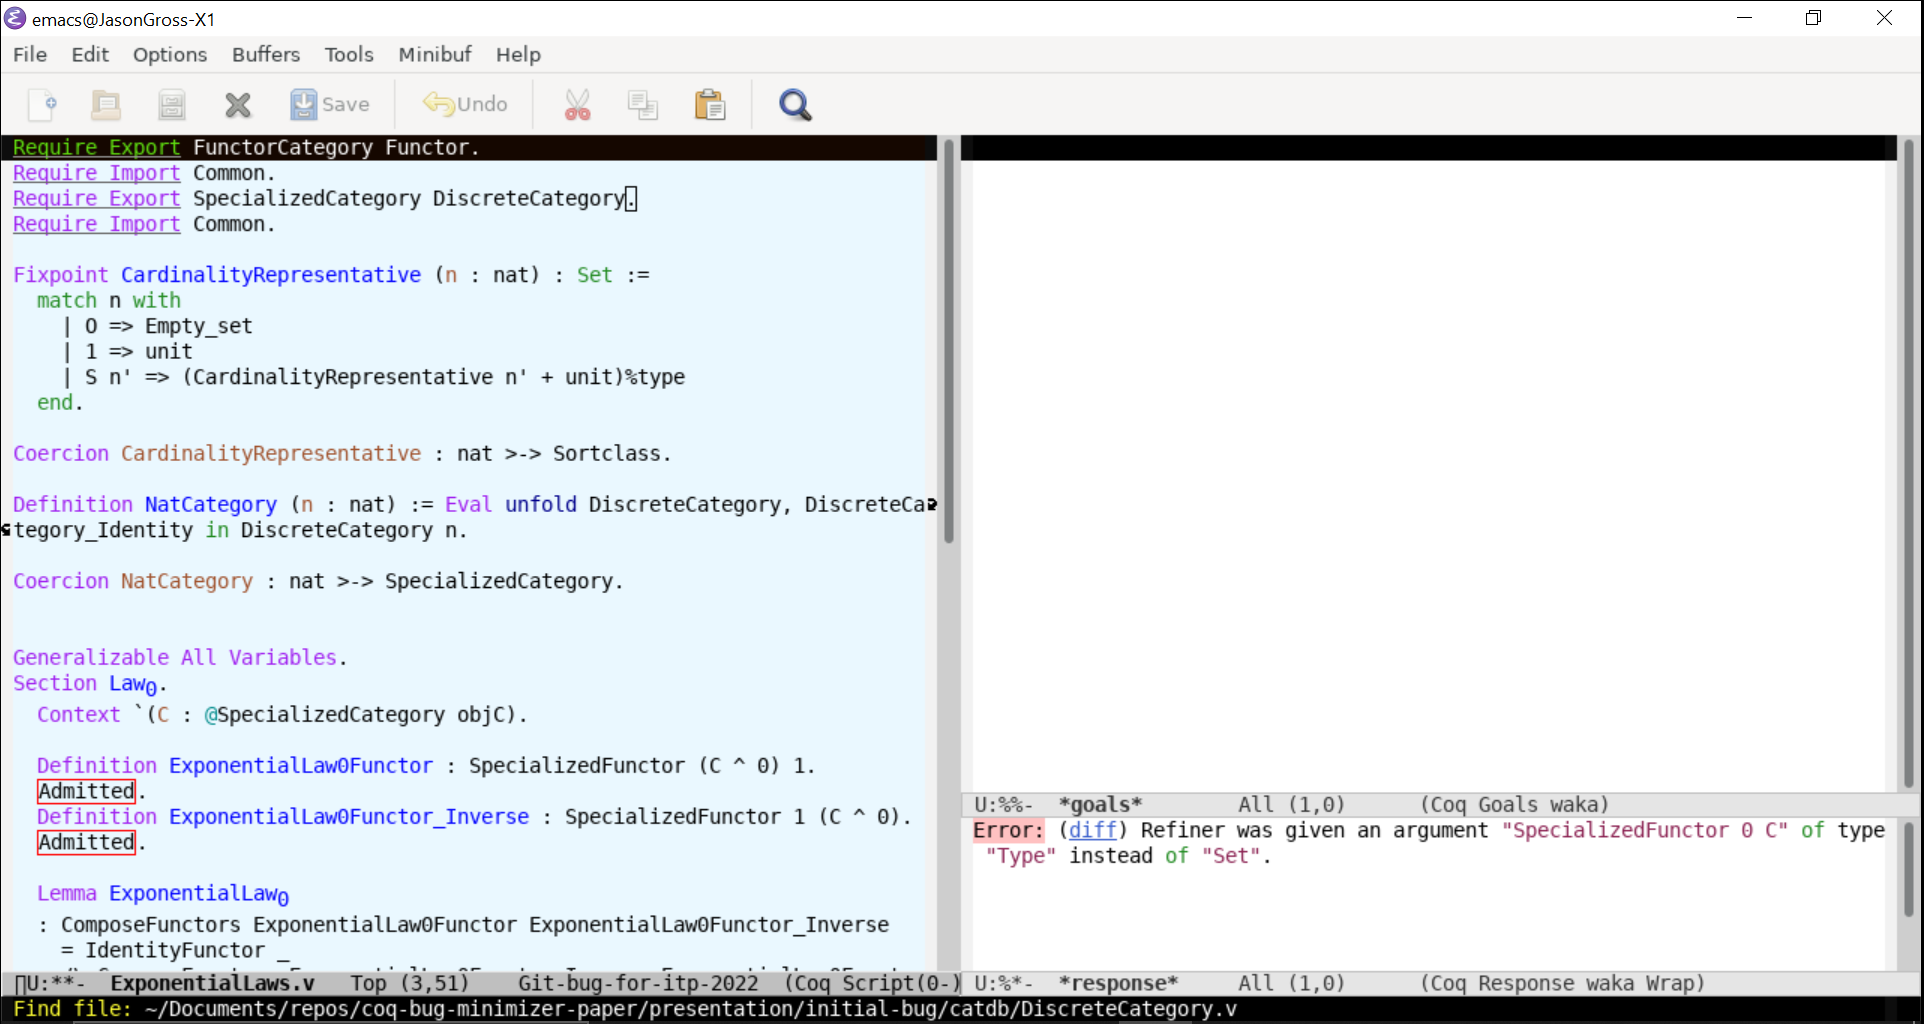 emacs@JasonGross-X1
File Edit Options Buffers Tools Minibuf Help
Save Undo
Require Export FunctorCategory Functor.
Require Import Common.
Require Export SpecializedCategory DiscreteCategory.
Require Import Common.
Fixpoint CardinalityRepresentative (n : nat) : Set :=
match n with
| O => Empty_set
| 1 => unit
| S n' => (CardinalityRepresentative n' + unit)%type
end.
Coercion CardinalityRepresentative : nat >-> Sortclass.
Definition NatCategory (n : nat) := Eval unfold DiscreteCategory, DiscreteCa
tegory_Identity in DiscreteCategory n.
Coercion NatCategory : nat >-> SpecializedCategory.
Generalizable All Variables.
Section Law₀.
Context `(C : @SpecializedCategory objC).
Definition ExponentialLaw0Functor : SpecializedFunctor (C ^ 0) 1.
Admitted.
Definition ExponentialLaw0Functor_Inverse : SpecializedFunctor 1 (C ^ 0).
Admitted.
Lemma ExponentialLaw₀
: ComposeFunctors ExponentialLaw0Functor ExponentialLaw0Functor_Inverse
= IdentityFunctor _
U:**- ExponentialLaws.v Top (3,51) Git-bug-for-itp-2022 (Coq Script(0-)
U:%%- *goals* All (1,0) (Coq Goals waka)
Error: (diff) Refiner was given an argument "SpecializedFunctor 0 C" of type
"Type" instead of "Set".
U:%*- *response* All (1,0) (Coq Response waka Wrap)
Find file: ~/Documents/repos/coq-bug-minimizer-paper/presentation/initial-bug/catdb/DiscreteCategory.v